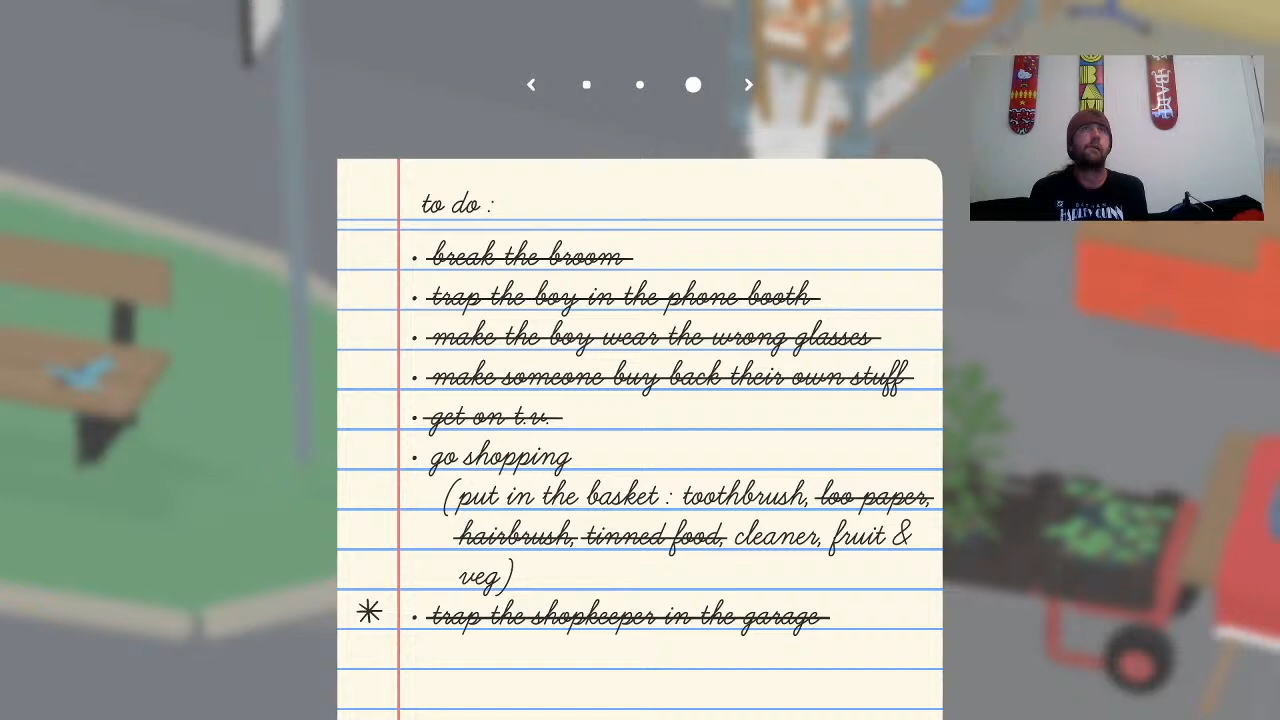 to do :
• break the broom
• trap the boy in the phone booth
• make the boy wear the wrong glasses
• make someone buy back their own stuff
• get on t.v.
• go shopping
(put in the basket : toothbrush, loo paper,
hairbrush, tinned food, cleaner, fruit &
veg)
* • trap the shopkeeper in the garage
HARLEY QUINN